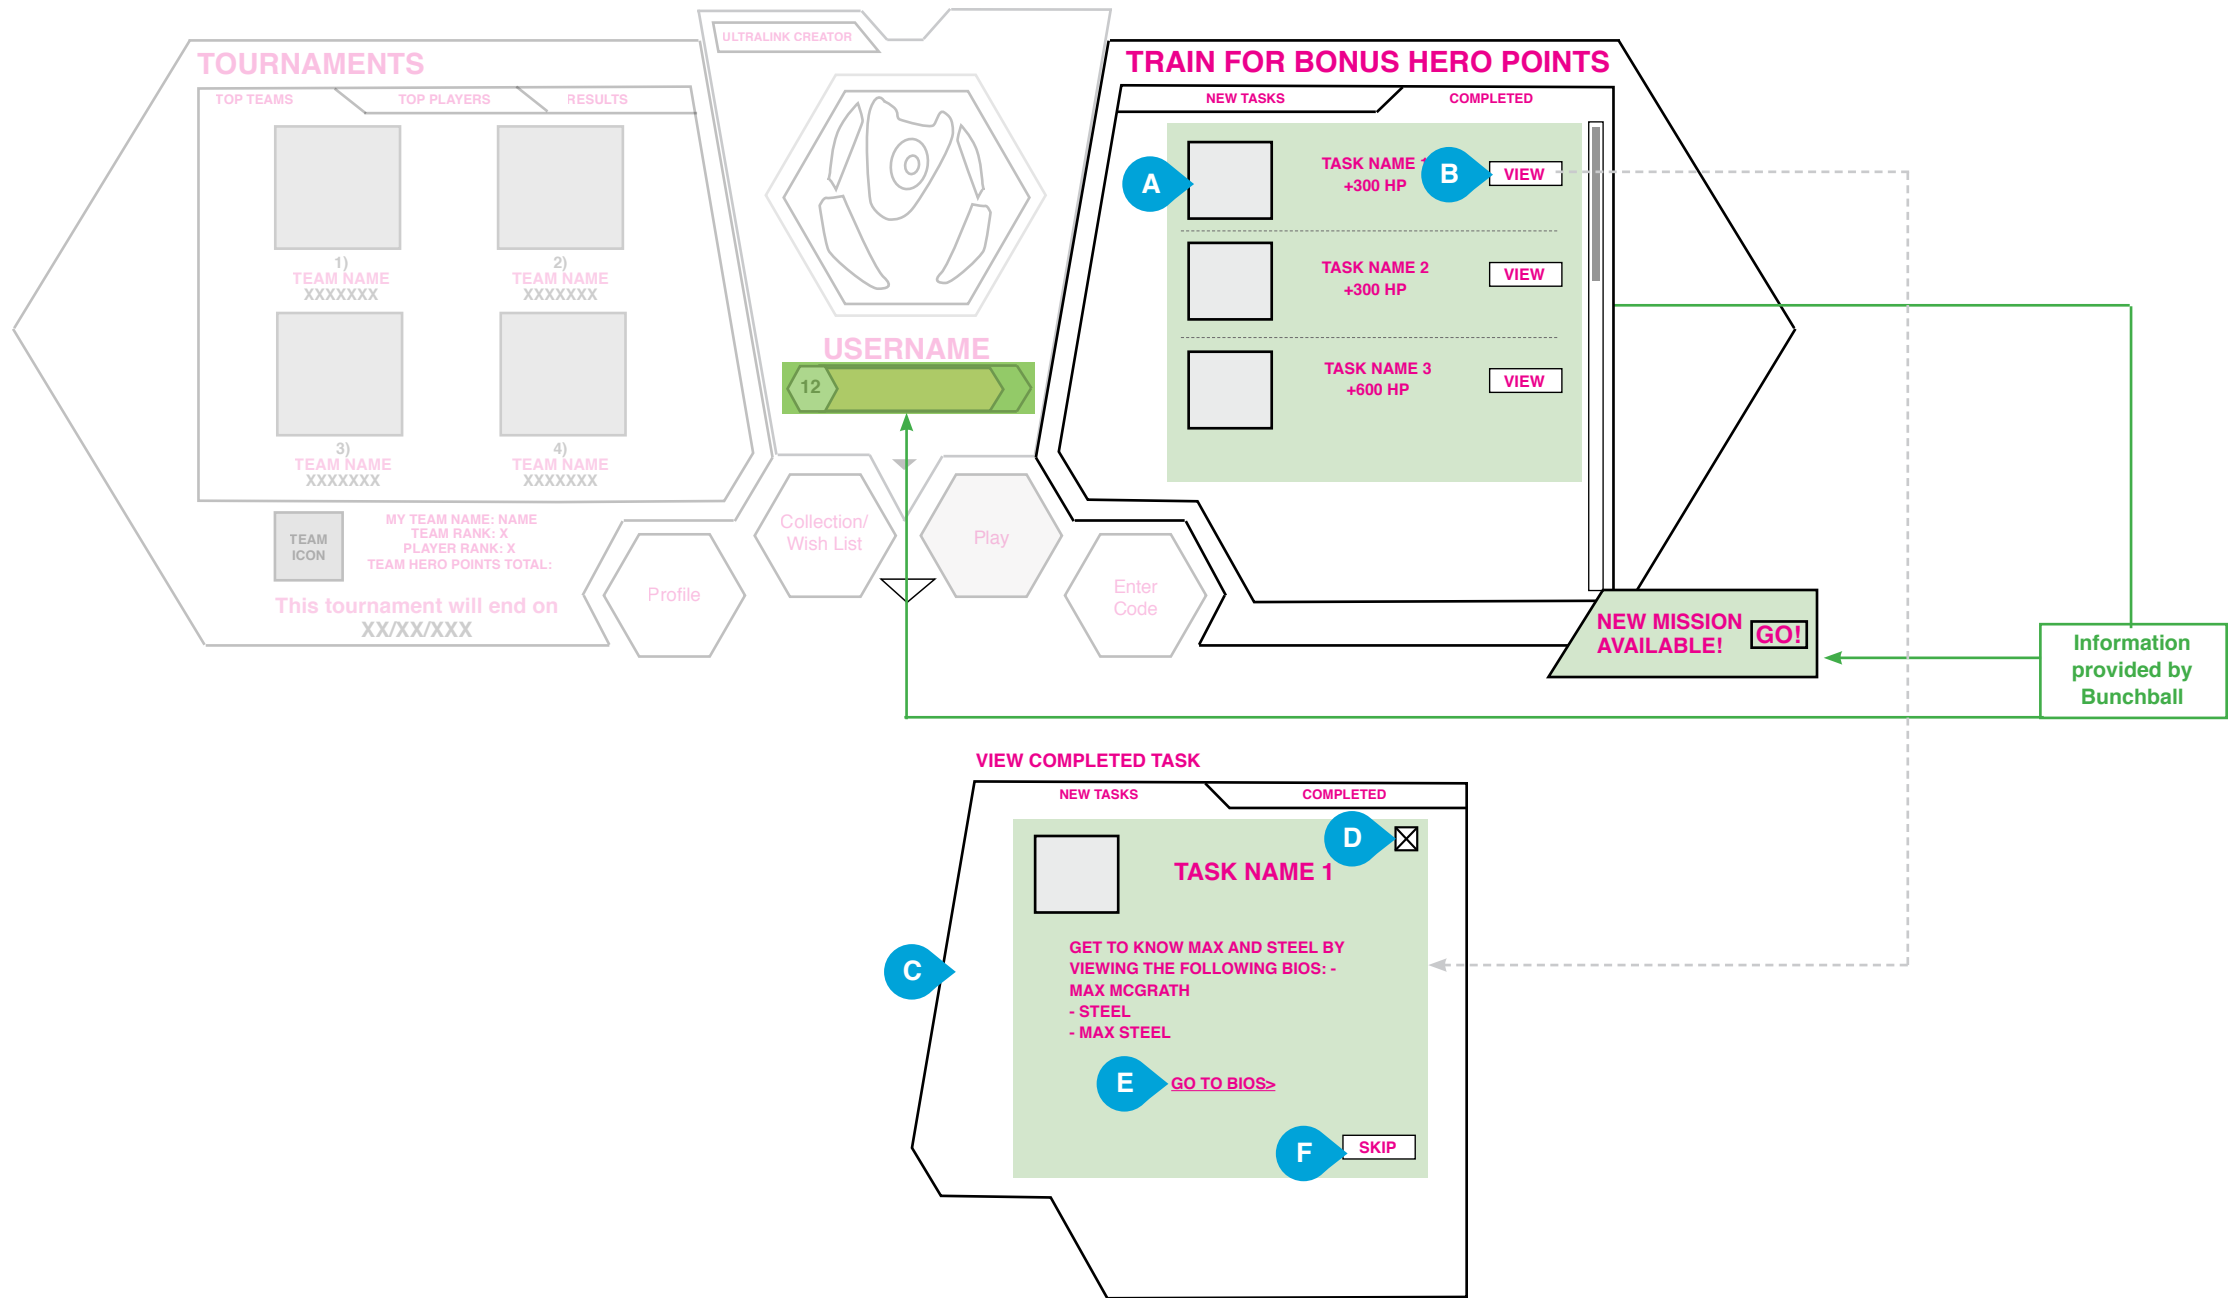 ULTRALINK CREATOR
TOURNAMENTS
TOP TEAMS
TOP PLAYERS
RESULTS
1)
TEAM NAME
XXXXXXX
2)
TEAM NAME
XXXXXXX
3)
TEAM NAME
XXXXXXX
4)
TEAM NAME
XXXXXXX
TEAM
ICON
MY TEAM NAME: NAME
TEAM RANK: X
PLAYER RANK: X
TEAM HERO POINTS TOTAL:
This tournament will end on
XX/XX/XXX
USERNAME
12
Profile
Collection/
Wish List
Play
Enter
Code
TRAIN FOR BONUS HERO POINTS
NEW TASKS
COMPLETED
A
TASK NAME 1
+300 HP
B
VIEW
TASK NAME 2
+300 HP
VIEW
TASK NAME 3
+600 HP
VIEW
NEW MISSION
AVAILABLE!
GO!
Information
provided by
Bunchball
VIEW COMPLETED TASK
NEW TASKS
COMPLETED
D
TASK NAME 1
C
GET TO KNOW MAX AND STEEL BY
VIEWING THE FOLLOWING BIOS: -
MAX MCGRATH
- STEEL
- MAX STEEL
E
GO TO BIOS>
F
SKIP